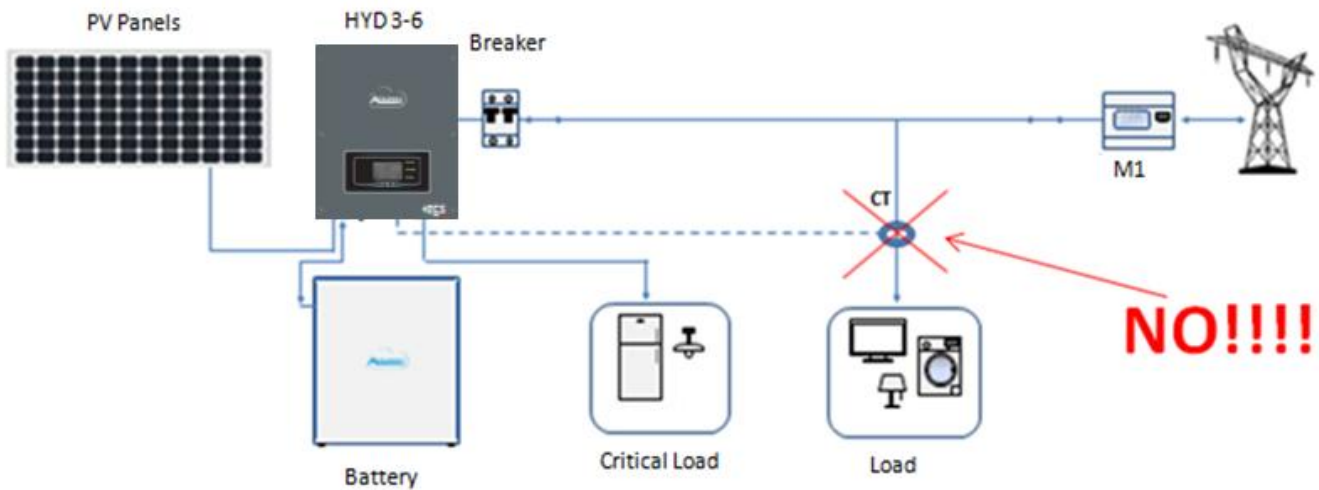 PV Panels
HYD 3-6
Breaker
M1
CT
NO!!!!
Battery
Critical Load
Load